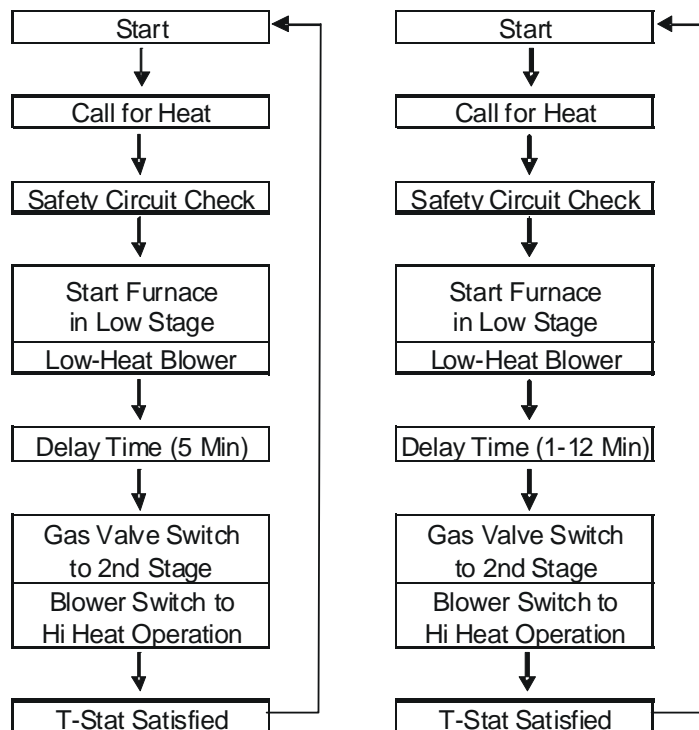 Start
Call for Heat
Safety Circuit Check
Start Furnace
in Low Stage
Low-Heat Blower
Delay Time (5 Min)
Gas Valve Switch
to 2nd Stage
Blower Switch to
Hi Heat Operation
T-Stat Satisfied
Start
Call for Heat
Safety Circuit Check
Start Furnace
in Low Stage
Low-Heat Blower
Delay Time (1-12 Min)
Gas Valve Switch
to 2nd Stage
Blower Switch to
Hi Heat Operation
T-Stat Satisfied